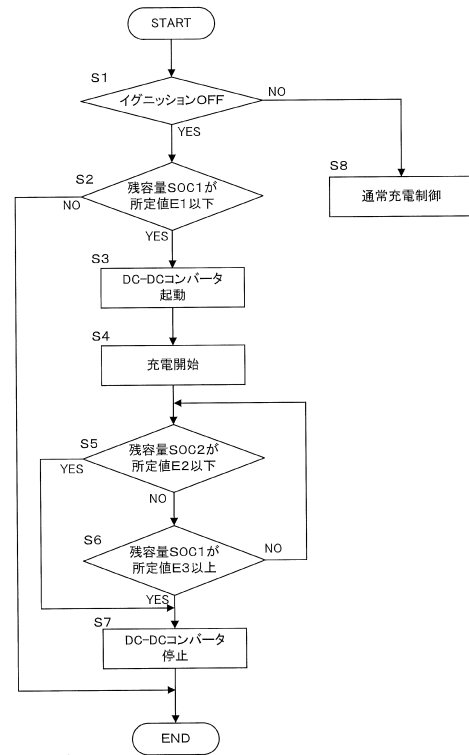 START
S1
イグニッションOFF
NO
YES
S2
残容量SOC1が
所定値E1以下
NO
YES
S8
通常充電制御
S3
DC-DCコンバータ
起動
S4
充電開始
S5
残容量SOC2が
所定値E2以下
YES
NO
S6
残容量SOC1が
所定値E3以上
NO
YES
S7
DC-DCコンバータ
停止
END